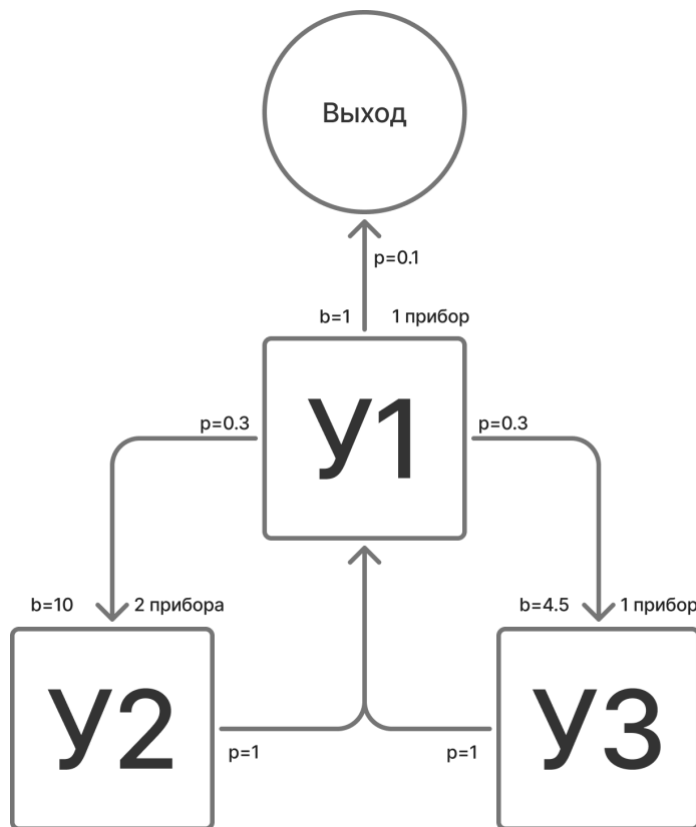 Выход
p=0.1
b=1 1 прибор
У1
p=0.3
p=0.3
b=10 2 прибора
b=4.5 1 прибор
У2
У3
p=1
p=1